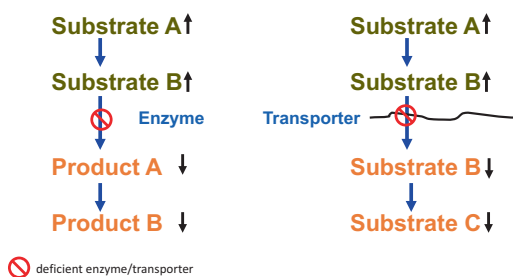 Substrate A
Substrate B
Enzyme
Product A
Product B
Substrate A
Substrate B
Transporter
Substrate B
Substrate C
deficient enzyme/transporter